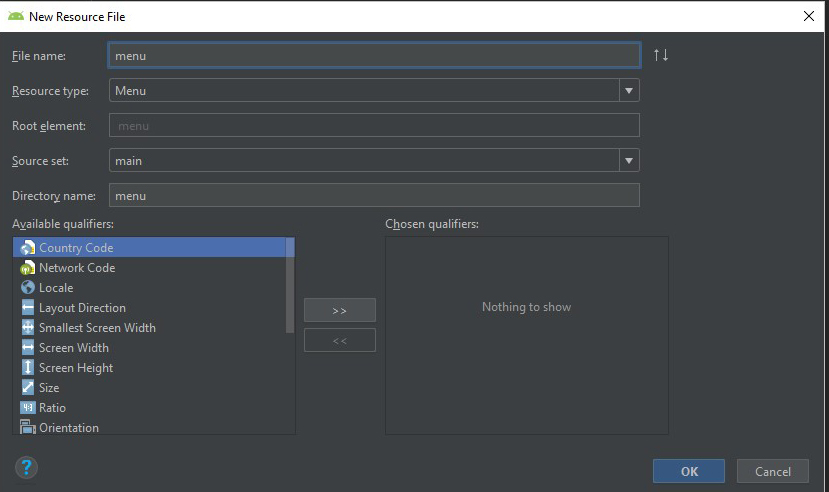 New Resource File
File name: menu
Resource type: Menu
Root element: menu
Source set: main
Directory name: menu
Available qualifiers: Chosen qualifiers:
Country Code
Network Code
Locale
Layout Direction
Smallest Screen Width
Screen Width
Screen Height
Size
4:3 Ratio
Orientation
>>
<<
Nothing to show
?
OK Cancel